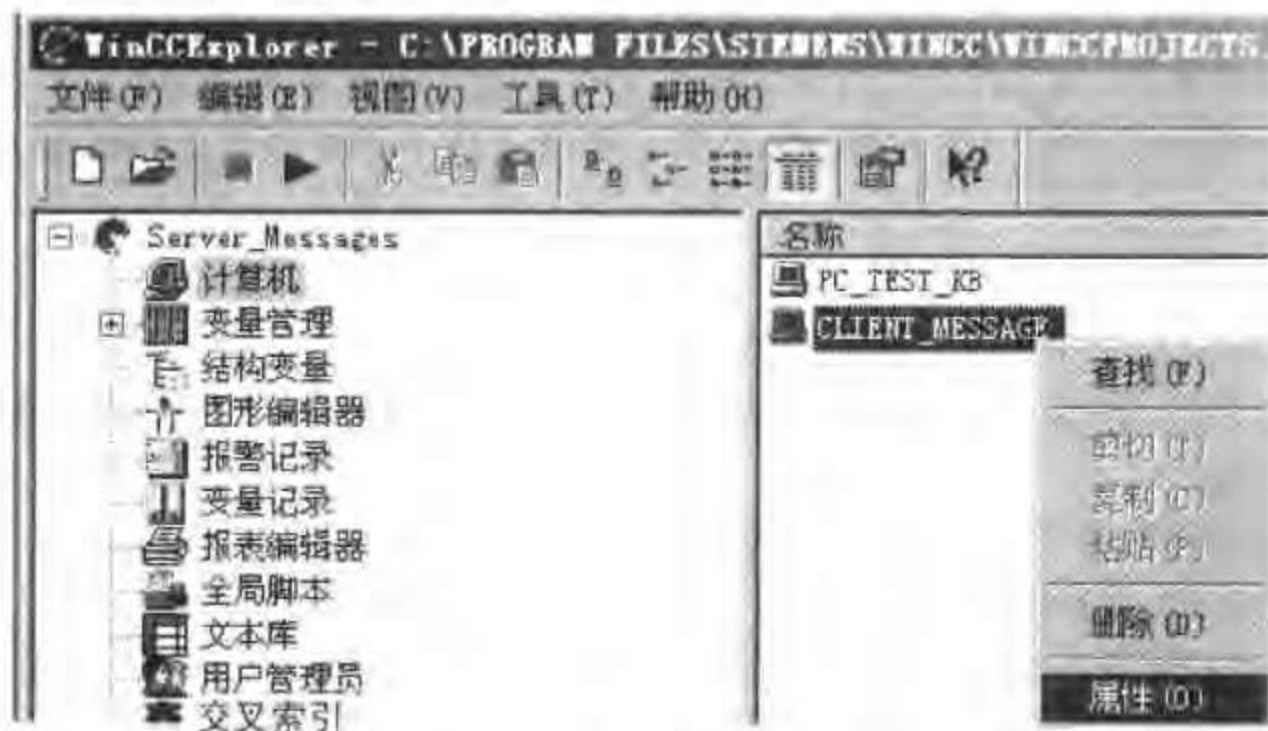 WinCCExplorer - C:\PROGRAM FILES\SIEMENS\WINCC\WINCCPROJECTS
文件(F) 编辑(E) 视图(V) 工具(T) 帮助(H)
Server_Messages
计算机
变量管理
结构变量
图形编辑器
报警记录
变量记录
报表编辑器
全局脚本
文本库
用户管理员
交叉索引
名称
PC_TEST_KB
CLIENT_MESSAGE
查找(F)
剪切(T)
复制(C)
粘贴(P)
删除(D)
属性(O)